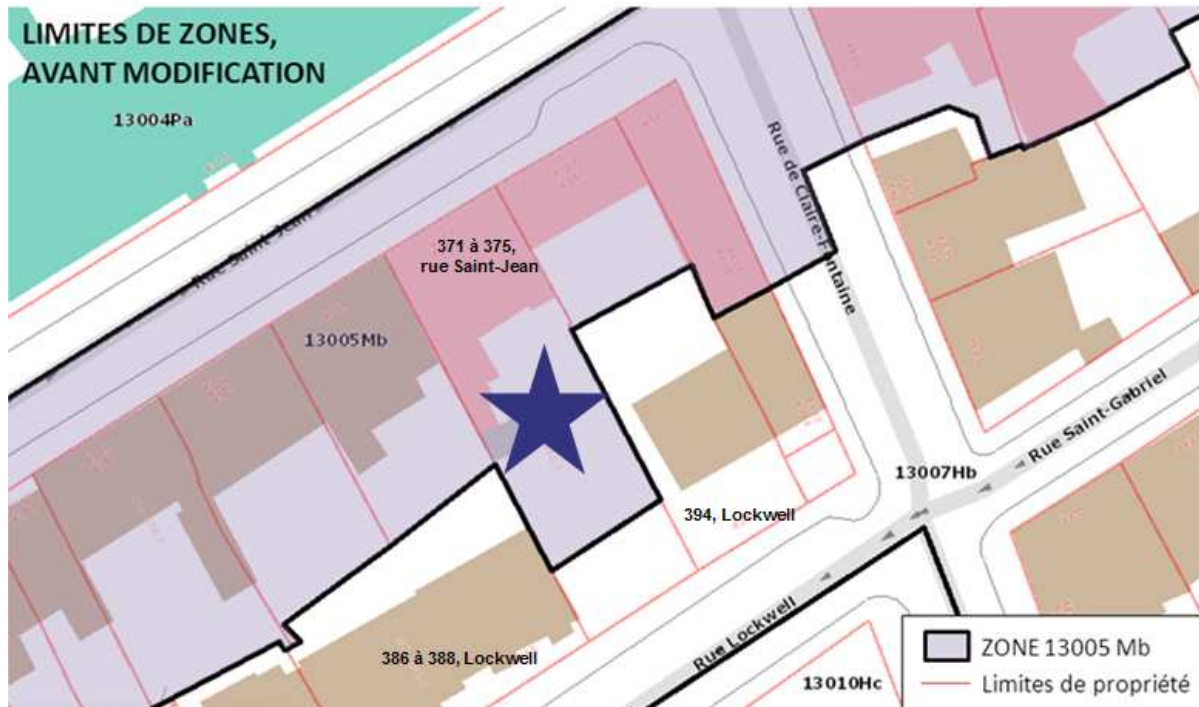 LIMITES DE ZONES,
AVANT MODIFICATION
13004Pa
Rue Saint-Jean
Rue de Claire-Fontaine
371 à 375,
rue Saint-Jean
13005Mb
Rue Saint-Gabriel
13007Hb
394, Lockwell
Rue Lockwell
386 à 388, Lockwell
13010Hc
ZONE 13005 Mb
Limites de propriété